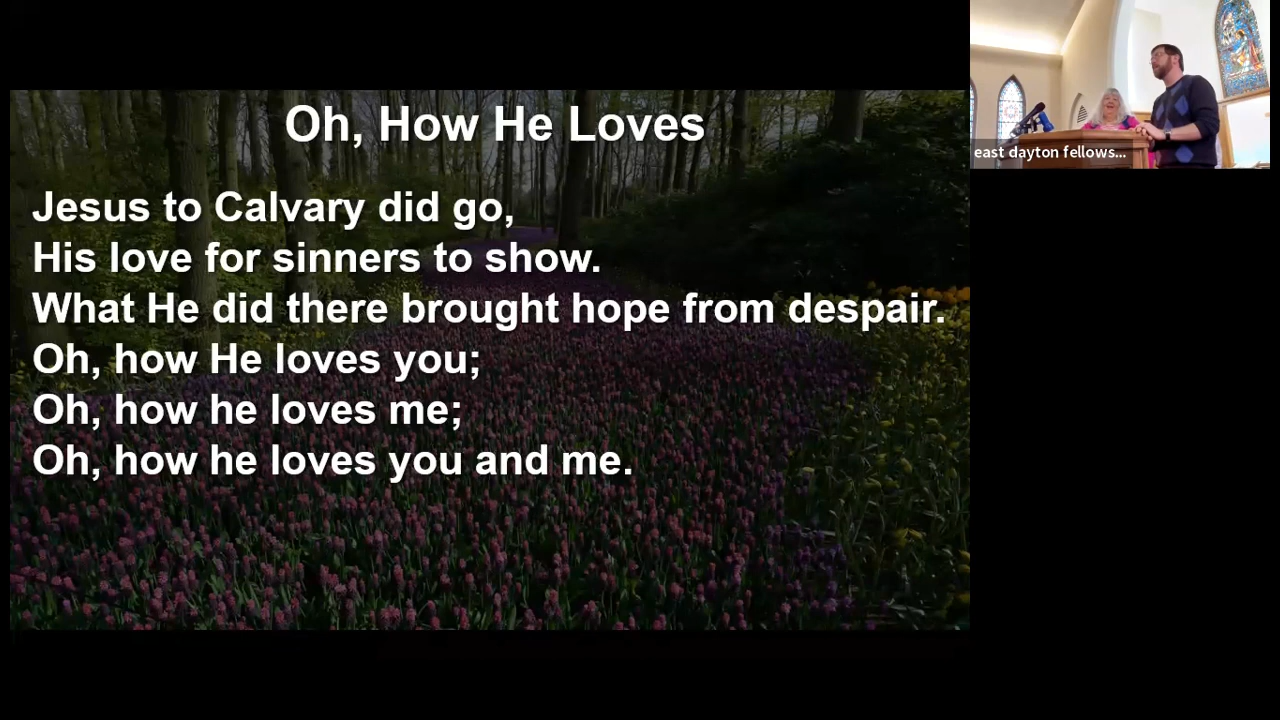 Oh, How He Loves
Jesus to Calvary did go,
His love for sinners to show.
What He did there brought hope from despair.
Oh, how He loves you;
Oh, how he loves me;
Oh, how he loves you and me.
east dayton fellows...